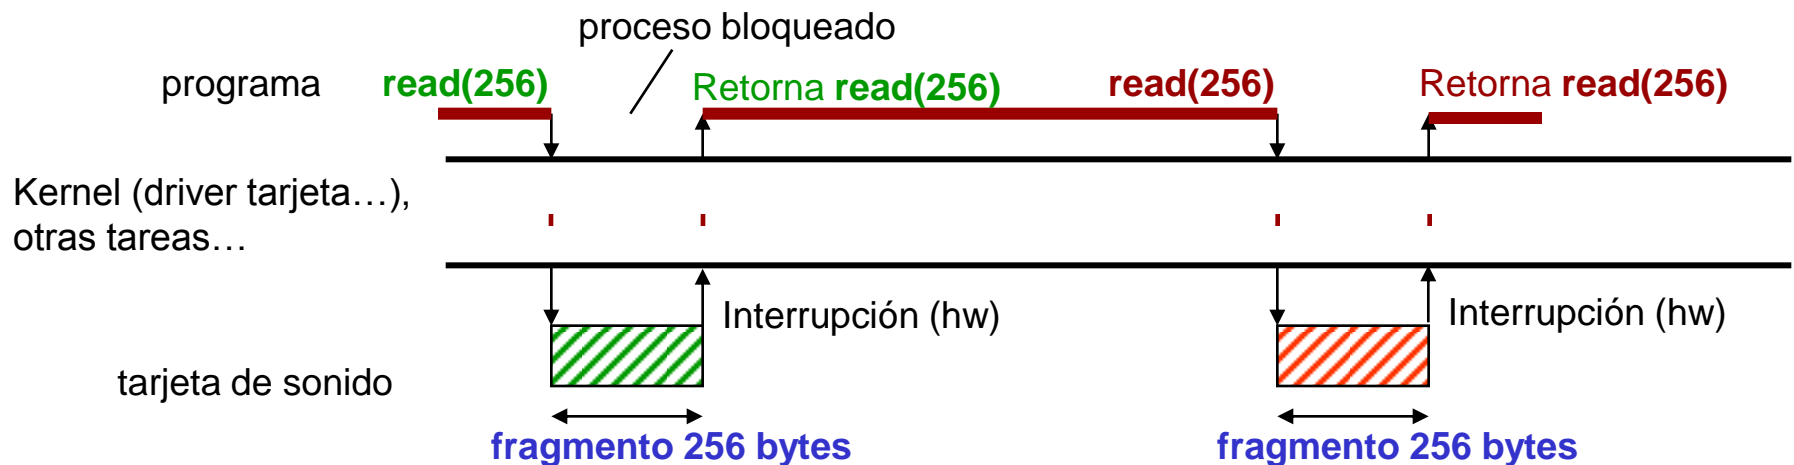 proceso bloqueado
programa read(256) Retorna read(256) read(256) Retorna read(256)
Kernel (driver tarjeta…),
otras tareas…
Interrupción (hw) Interrupción (hw)
tarjeta de sonido
fragmento 256 bytes fragmento 256 bytes